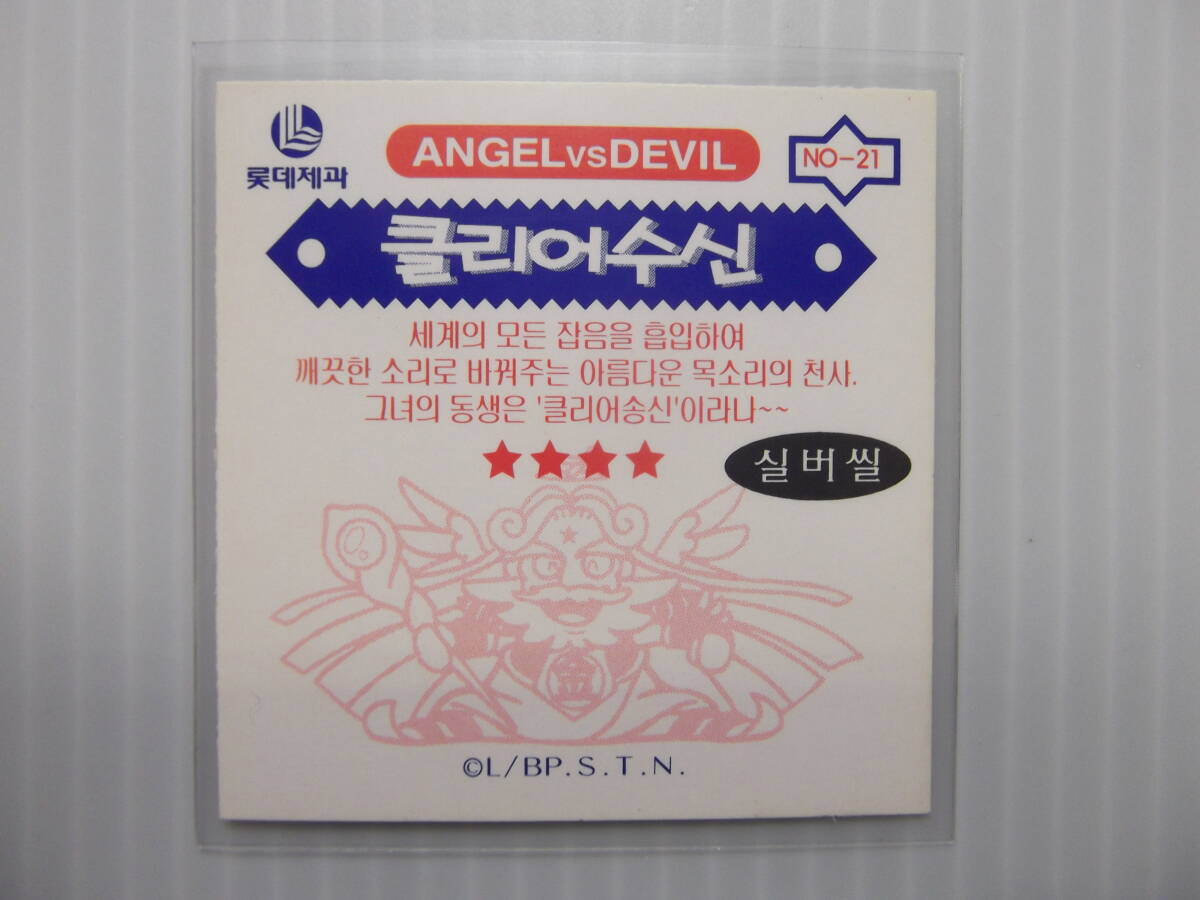 롯데제과
ANGELvsDEVIL
NO-21
클리어수신
세계의 모든 잡음을 흡입하여
깨끗한 소리로 바꿔주는 아름다운 목소리의 천사.
그녀의 동생은 '클리어송신'이라나~~
★★★★
실버씰
©L/BP.S.T.N.